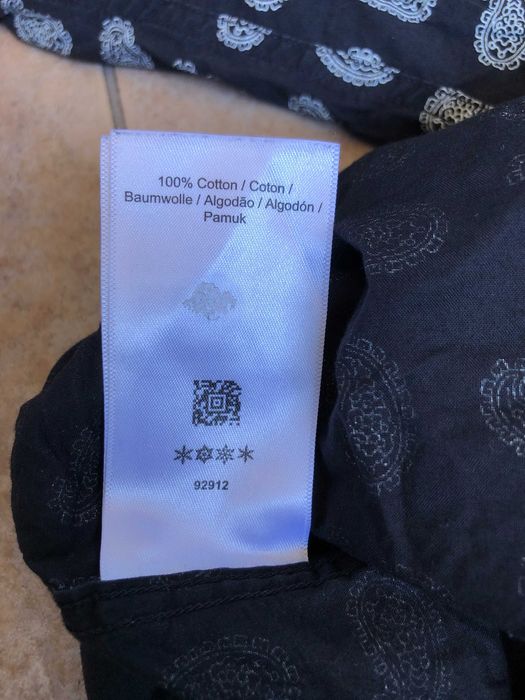 100% Cotton / Coton /
Baumwolle / Algodão / Algodón /
Pamuk
92912